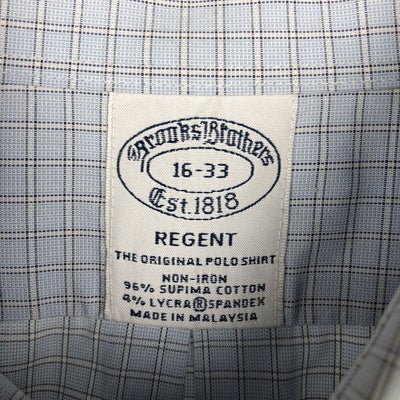 Brooks Brothers
16-33
Est. 1818
REGENT
THE ORIGINAL POLO SHIRT
NON-IRON
96% SUPIMA COTTON
4% LYCRA® SPANDEX
MADE IN MALAYSIA